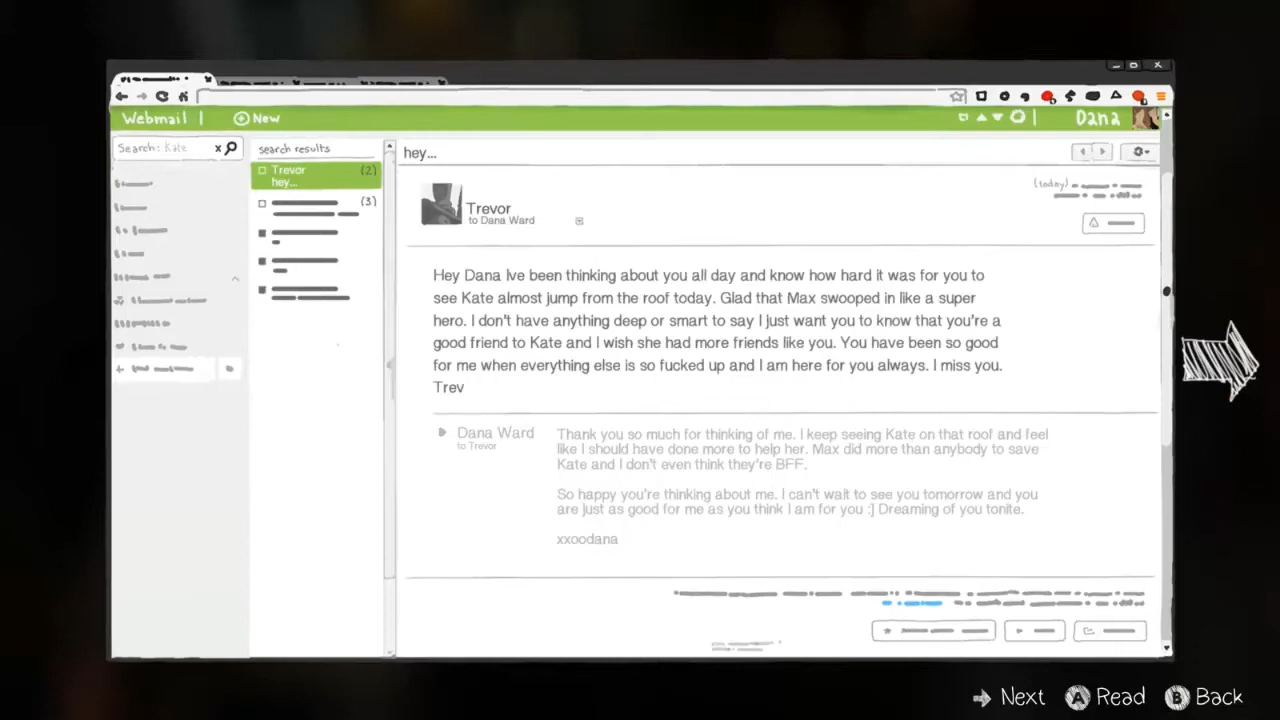 Webmail | New Dana
Search: Kate x
search results
hey...
Trevor (2)
hey...
(3)
(today)
Trevor
to Dana Ward
Hey Dana Ive been thinking about you all day and know how hard it was for you to
see Kate almost jump from the roof today. Glad that Max swooped in like a super
hero. I don't have anything deep or smart to say I just want you to know that you're a
good friend to Kate and I wish she had more friends like you. You have been so good
for me when everything else is so fucked up and I am here for you always. I miss you.
Trev
Dana Ward
to Trevor
Thank you so much for thinking of me. I keep seeing Kate on that roof and feel
like I should have done more to help her. Max did more than anybody to save
Kate and I don't even think they're BFF.
So happy you're thinking about me. I can't wait to see you tomorrow and you
are just as good for me as you think I am for you :] Dreaming of you tonite.
xxoodana
Next A Read B Back